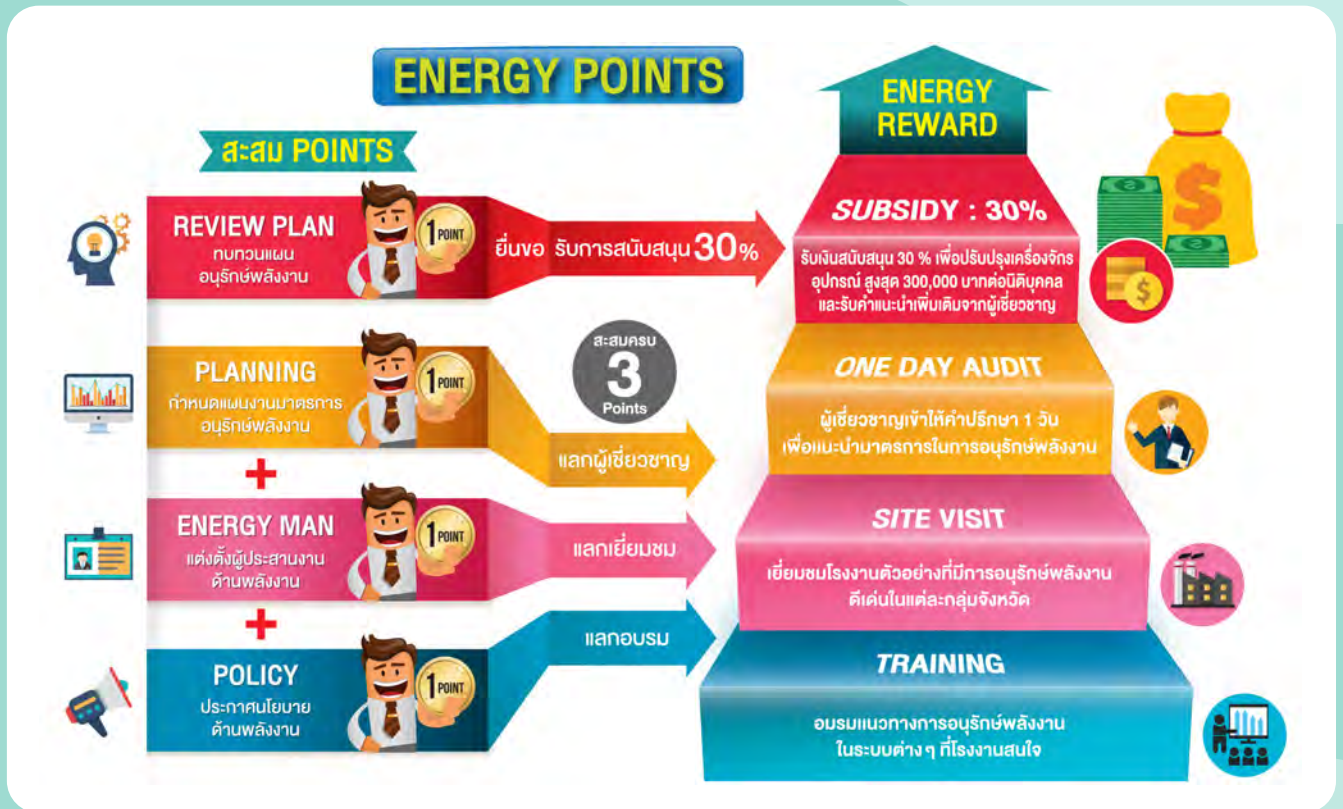 ENERGY POINTS
สะสม POINTS
REVIEW PLAN
ทบทวนแผน
อนุรักษ์พลังงาน
1 POINT
ยื่นขอ รับการสนับสนุน 30%
PLANNING
กำหนดแผนงานมาตรการ
อนุรักษ์พลังงาน
1 POINT
สะสมครบ
3
Points
แลกผู้เชี่ยวชาญ
+
ENERGY MAN
แต่งตั้งผู้ประสานงาน
ด้านพลังงาน
1 POINT
แลกเยี่ยมชม
+
POLICY
ประกาศนโยบาย
ด้านพลังงาน
1 POINT
แลกอบรม
ENERGY
REWARD
SUBSIDY : 30%
รับเงินสนับสนุน 30 % เพื่อปรับปรุงเครื่องจักร
อุปกรณ์ สูงสุด 300,000 บาทต่อนิติบุคคล
และรับคำแนะนำเพิ่มเติมจากผู้เชี่ยวชาญ
ONE DAY AUDIT
ผู้เชี่ยวชาญเข้าให้คำปรึกษา 1 วัน
เพื่อแนะนำมาตรการในการอนุรักษ์พลังงาน
SITE VISIT
เยี่ยมชมโรงงานตัวอย่างที่มีการอนุรักษ์พลังงาน
ดีเด่นในแต่ละกลุ่มจังหวัด
TRAINING
อมรมแนวทางการอนุรักษ์พลังงาน
ในระบบต่าง ๆ ที่โรงงานสนใจ